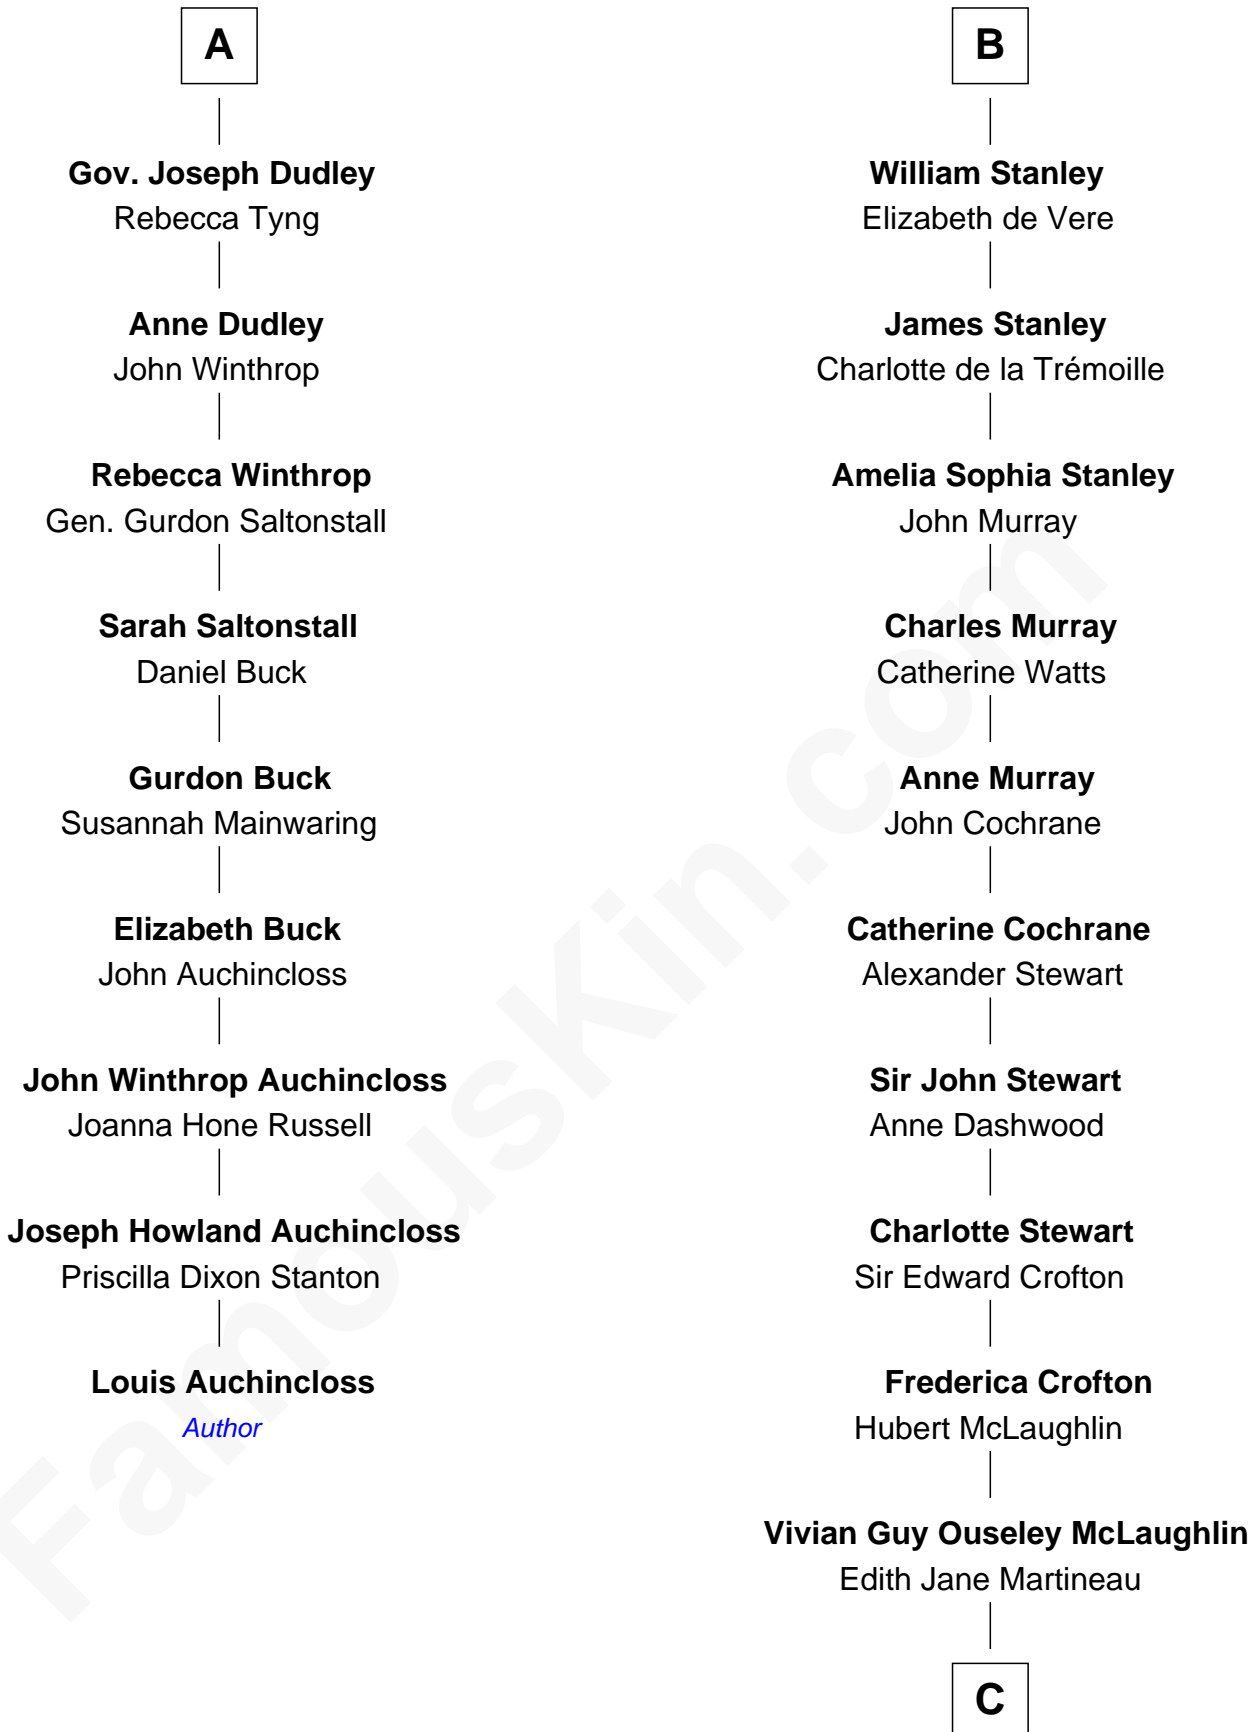 A
Gov. Joseph Dudley
Rebecca Tyng
Anne Dudley
John Winthrop
Rebecca Winthrop
Gen. Gurdon Saltonstall
Sarah Saltonstall
Daniel Buck
Gurdon Buck
Susannah Mainwaring
Elizabeth Buck
John Auchincloss
John Winthrop Auchincloss
Joanna Hone Russell
Joseph Howland Auchincloss
Priscilla Dixon Stanton
Louis Auchincloss
Author
B
William Stanley
Elizabeth de Vere
James Stanley
Charlotte de la Trémoille
Amelia Sophia Stanley
John Murray
Charles Murray
Catherine Watts
Anne Murray
John Cochrane
Catherine Cochrane
Alexander Stewart
Sir John Stewart
Anne Dashwood
Charlotte Stewart
Sir Edward Crofton
Frederica Crofton
Hubert McLaughlin
Vivian Guy Ouseley McLaughlin
Edith Jane Martineau
C
FamousKin.com